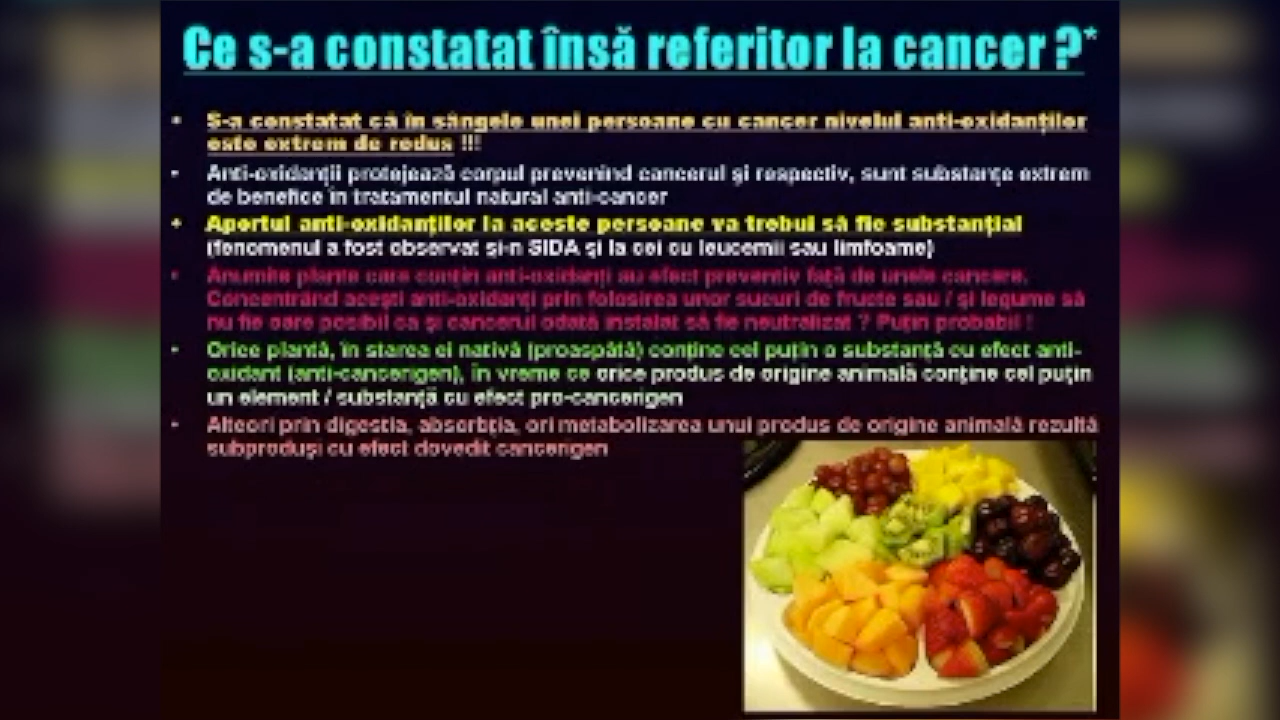 Ce s-a constatat însă referitor la cancer ?*
• S-a constatat că în sângele unei persoane cu cancer nivelul anti-oxidanților
este extrem de redus !!!
• Anti-oxidanții protejează corpul prevenind cancerul și respectiv, sunt substanțe extrem
de benefice în tratamentul natural anti-cancer
• Aportul anti-oxidanților la aceste persoane va trebui să fie substanțial
(fenomenul a fost observat și-n SIDA și la cei cu leucemii sau limfoame)
• Anumite plante care conțin anti-oxidanți au efect preventiv față de unele cancere.
Concentrând acești anti-oxidanți prin folosirea unor sucuri de fructe sau / și legume să
nu fie oare posibil ca și cancerul odată instalat să fie neutralizat ? Puțin probabil !
• Orice plantă, în starea ei nativă (proaspătă) conține cel puțin o substanță cu efect anti-
oxidant (anti-cancerigen), în vreme ce orice produs de origine animală conține cel puțin
un element / substanță cu efect pro-cancerigen
• Alteori prin digestia, absorbția, ori metabolizarea unui produs de origine animală rezultă
subproduși cu efect dovedit cancerigen